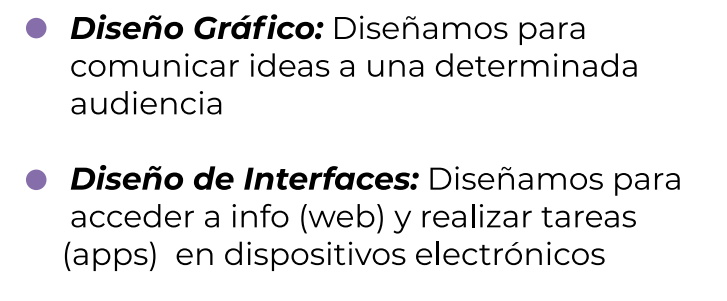 Diseño Gráfico: Diseñamos para
comunicar ideas a una determinada
audiencia
Diseño de Interfaces: Diseñamos para
acceder a info (web) y realizar tareas
(apps)  en dispositivos electrónicos